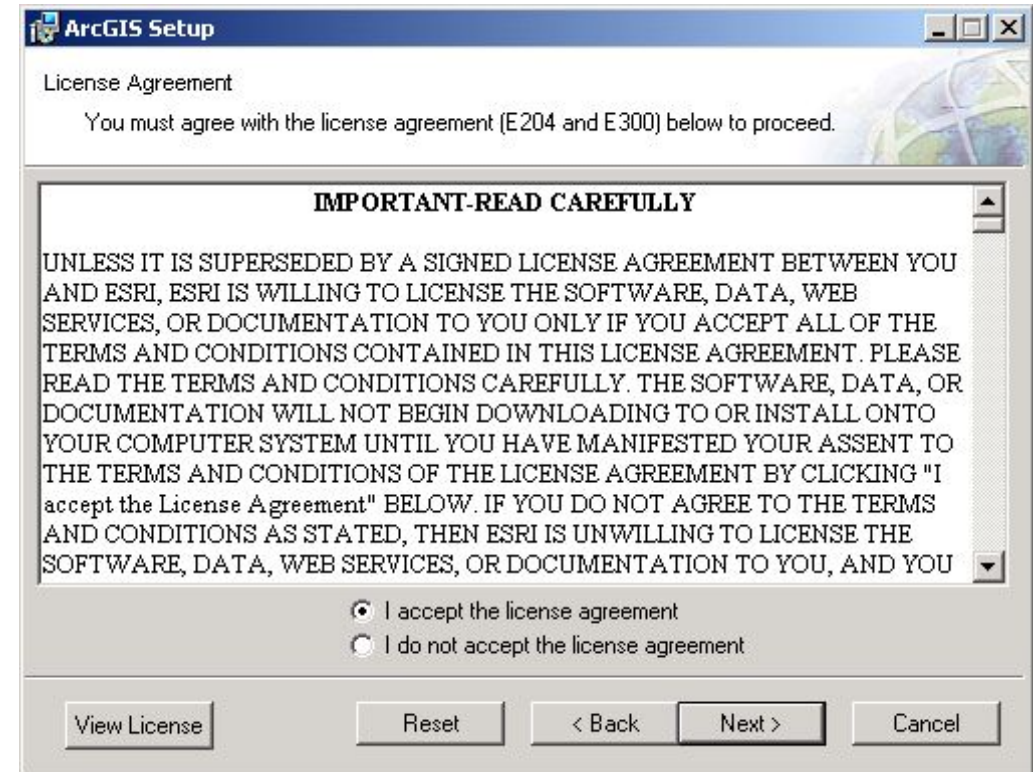 ArcGIS Setup
License Agreement
You must agree with the license agreement (E204 and E300) below to proceed.
IMPORTANT-READ CAREFULLY
UNLESS IT IS SUPERSEDED BY A SIGNED LICENSE AGREEMENT BETWEEN YOU
AND ESRI, ESRI IS WILLING TO LICENSE THE SOFTWARE, DATA, WEB
SERVICES, OR DOCUMENTATION TO YOU ONLY IF YOU ACCEPT ALL OF THE
TERMS AND CONDITIONS CONTAINED IN THIS LICENSE AGREEMENT. PLEASE
READ THE TERMS AND CONDITIONS CAREFULLY. THE SOFTWARE, DATA, OR
DOCUMENTATION WILL NOT BEGIN DOWNLOADING TO OR INSTALL ONTO
YOUR COMPUTER SYSTEM UNTIL YOU HAVE MANIFESTED YOUR ASSENT TO
THE TERMS AND CONDITIONS OF THE LICENSE AGREEMENT BY CLICKING "I
accept the License Agreement" BELOW. IF YOU DO NOT AGREE TO THE TERMS
AND CONDITIONS AS STATED, THEN ESRI IS UNWILLING TO LICENSE THE
SOFTWARE, DATA, WEB SERVICES, OR DOCUMENTATION TO YOU, AND YOU
I accept the license agreement
I do not accept the license agreement
View License Reset < Back Next > Cancel